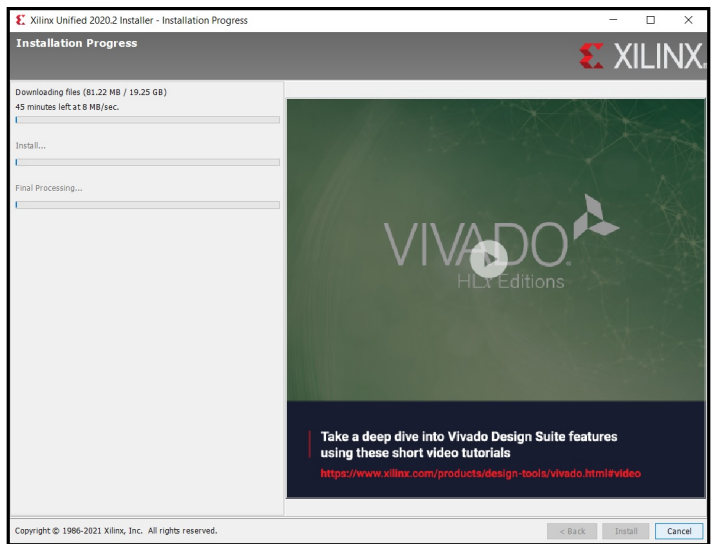 Xilinx Unified 2020.2 Installer - Installation Progress
Installation Progress
XILINX.
Downloading files (81.22 MB / 19.25 GB)
45 minutes left at 8 MB/sec.
Install...
Final Processing...
VIVADO.
HLx Editions
Take a deep dive into Vivado Design Suite features
using these short video tutorials
https://www.xilinx.com/products/design-tools/vivado.html#video
Copyright © 1986-2021 Xilinx, Inc.  All rights reserved.
< Back
Install
Cancel